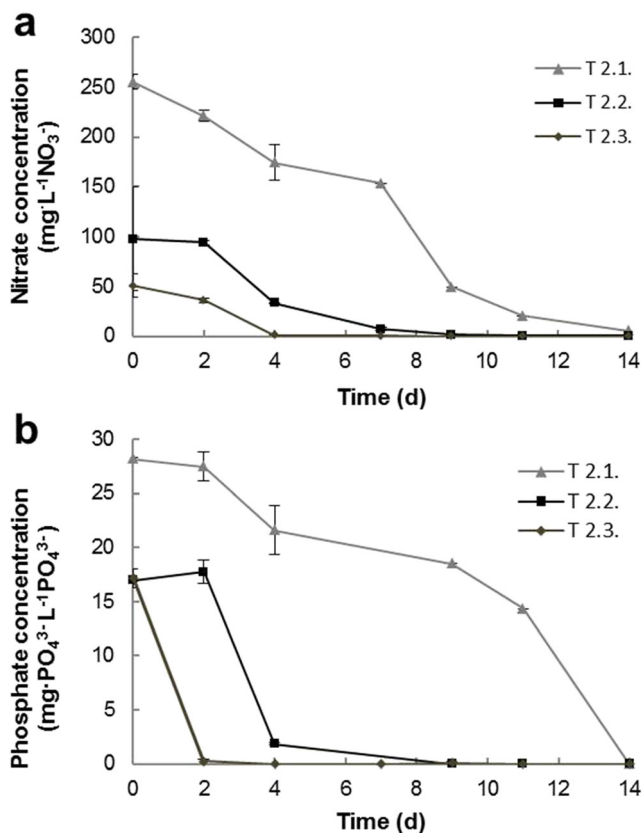 a
Nitrate concentration
(mg·L⁻¹NO₃⁻)
300
250
200
150
100
50
0
0 2 4 6 8 10 12 14
Time (d)
T 2.1.
T 2.2.
T 2.3.
b
Phosphate concentration
(mg·PO₄³⁻L⁻¹PO₄³⁻)
30
25
20
15
10
5
0
0 2 4 6 8 10 12 14
Time (d)
T 2.1.
T 2.2.
T 2.3.